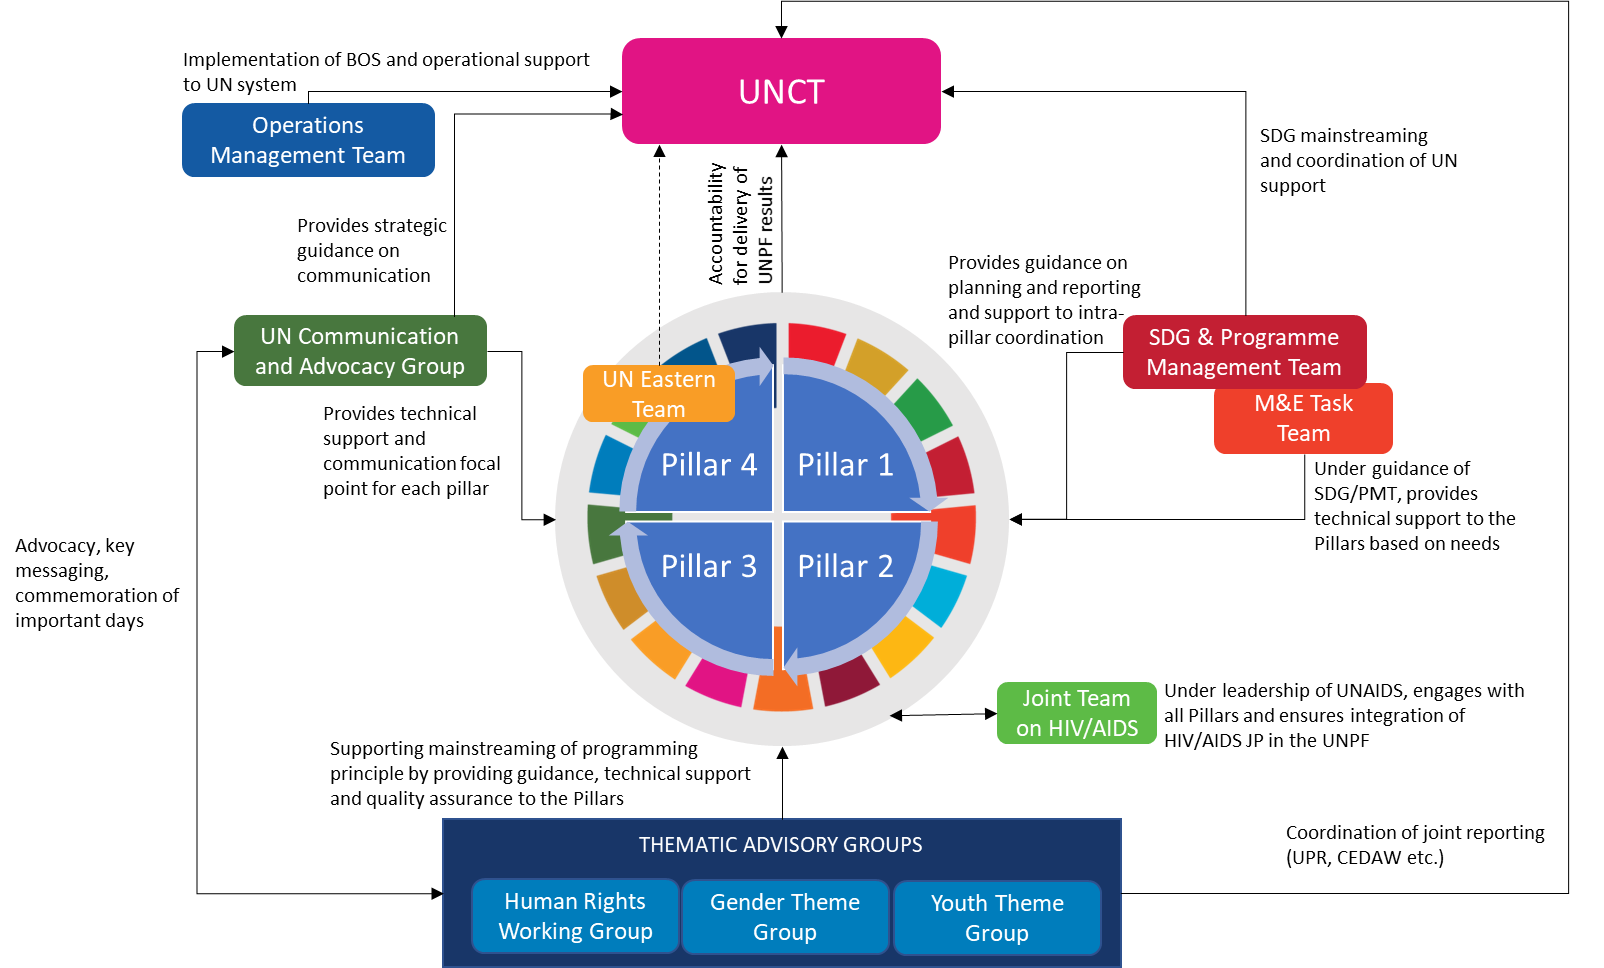 UNCT
Implementation of BOS and operational support
to UN system
Operations
Management Team
SDG mainstreaming
and coordination of UN
support
Accountability
for delivery of
UNPF results
Provides strategic
guidance on
communication
Provides guidance on
planning and reporting
and support to intra-
pillar coordination
UN Communication
and Advocacy Group
SDG & Programme
Management Team
UN Eastern
Team
M&E Task
Team
Provides technical
support and
communication focal
point for each pillar
Pillar 4
Pillar 1
Under guidance of
SDG/PMT, provides
technical support to the
Pillars based on needs
Advocacy, key
messaging,
commemoration of
important days
Pillar 3
Pillar 2
Joint Team
on HIV/AIDS
Under leadership of UNAIDS, engages with
all Pillars and ensures integration of
HIV/AIDS JP in the UNPF
Supporting mainstreaming of programming
principle by providing guidance, technical support
and quality assurance to the Pillars
Coordination of joint reporting
(UPR, CEDAW etc.)
THEMATIC ADVISORY GROUPS
Human Rights
Working Group
Gender Theme
Group
Youth Theme
Group